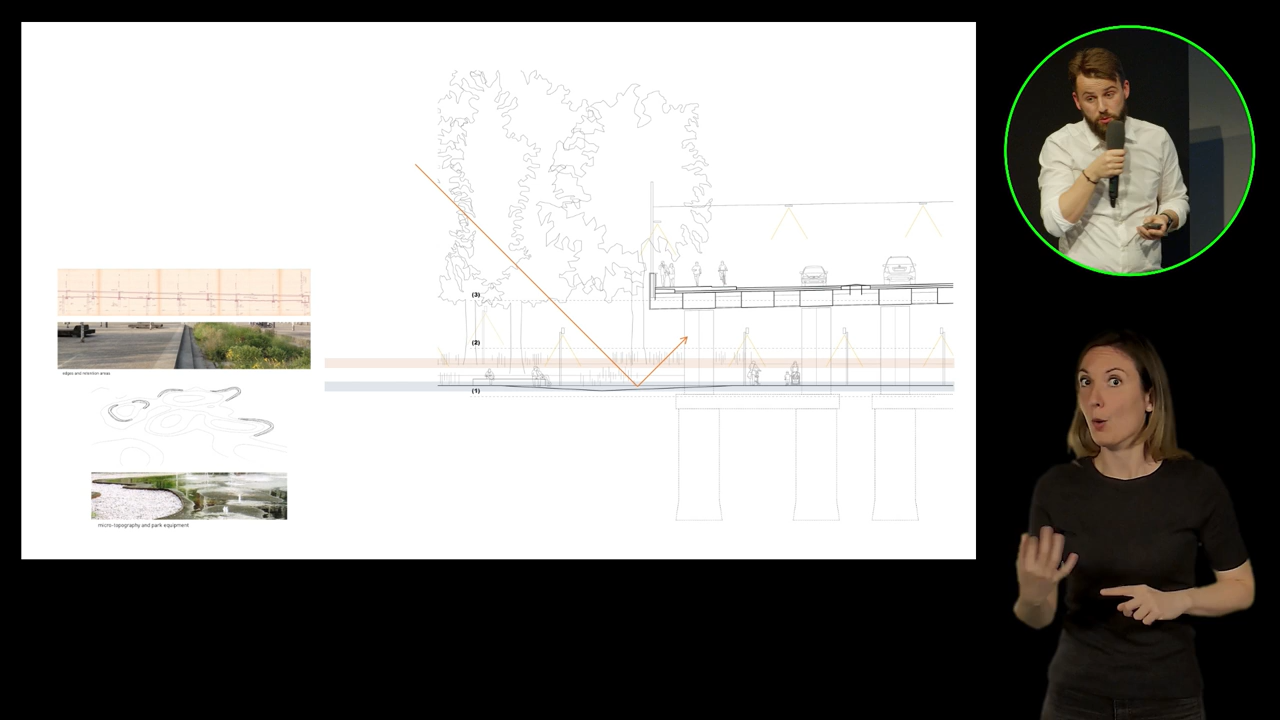 (3)
(2)
edges and retention areas
(1)
micro-topography and park equipment